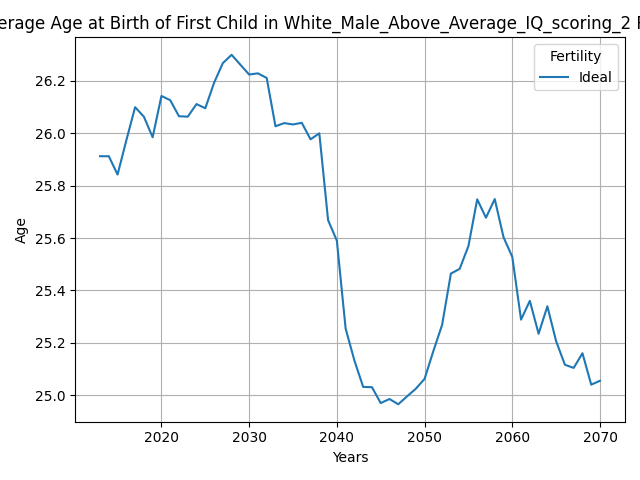 Average Age at Birth of First Child in White_Male_Above_Average_IQ_scoring_2
Fertility
Ideal
26.2
26.0
25.8
25.6
25.4
25.2
25.0
Age
2020 2030 2040 2050 2060 2070
Years